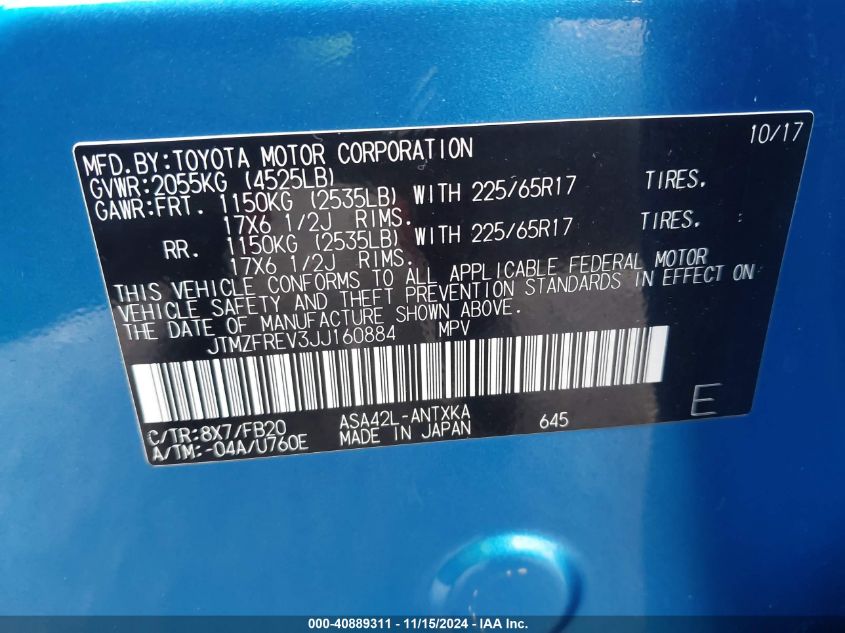 10/17
MFD.BY:TOYOTA MOTOR CORPORATION
GVWR:2055KG (4525LB)
GAWR:FRT. 1150KG (2535LB) WITH 225/65R17 TIRES.
17X6 1/2J RIMS.
RR. 1150KG (2535LB) WITH 225/65R17 TIRES.
17X6 1/2J RIMS.
THIS VEHICLE CONFORMS TO ALL APPLICABLE FEDERAL MOTOR
VEHICLE SAFETY AND THEFT PREVENTION STANDARDS IN EFFECT ON
THE DATE OF MANUFACTURE SHOWN ABOVE.
JTMZFREV3JJ160884 MPV
C/TR:8X7/FB20 ASA42L-ANTXKA 645 E
A/TM:-04A/U760E MADE IN JAPAN
000-40889311 - 11/15/2024 - IAA Inc.